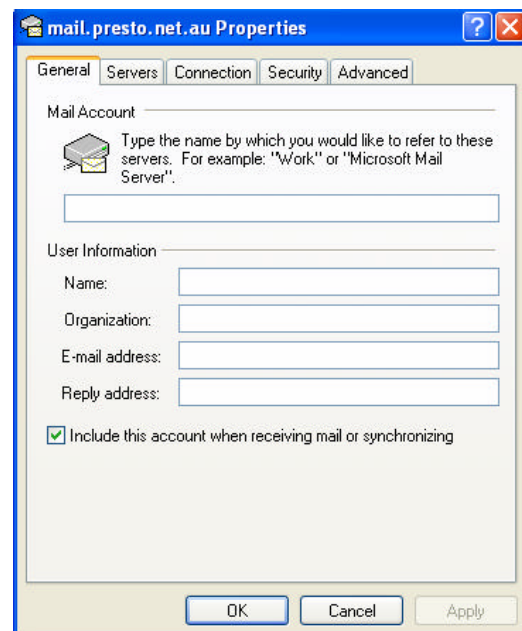 mail.presto.net.au Properties
General Servers Connection Security Advanced
Mail Account
Type the name by which you would like to refer to these
servers. For example: "Work" or "Microsoft Mail
Server".
User Information
Name:
Organization:
E-mail address:
Reply address:
Include this account when receiving mail or synchronizing
OK Cancel Apply